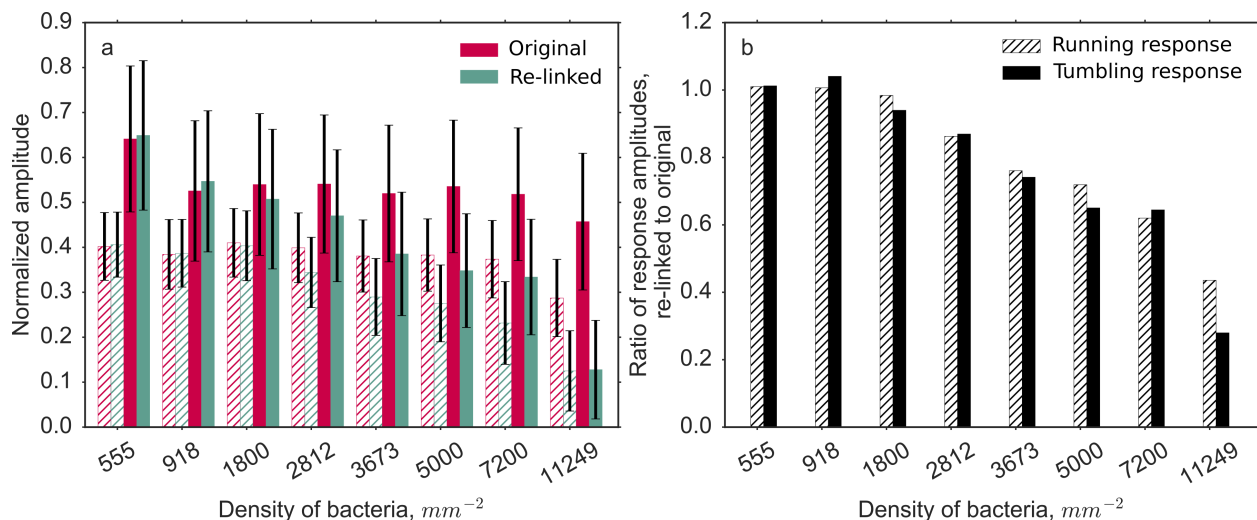 a
Original
Re-linked
Normalized amplitude
0.9
0.8
0.7
0.6
0.5
0.4
0.3
0.2
0.1
0.0
555 918 1800 2812 3673 5000 7200 11249
Density of bacteria, mm⁻²
b
Running response
Tumbling response
Ratio of response amplitudes,
re-linked to original
1.2
1.0
0.8
0.6
0.4
0.2
0.0
555 918 1800 2812 3673 5000 7200 11249
Density of bacteria, mm⁻²